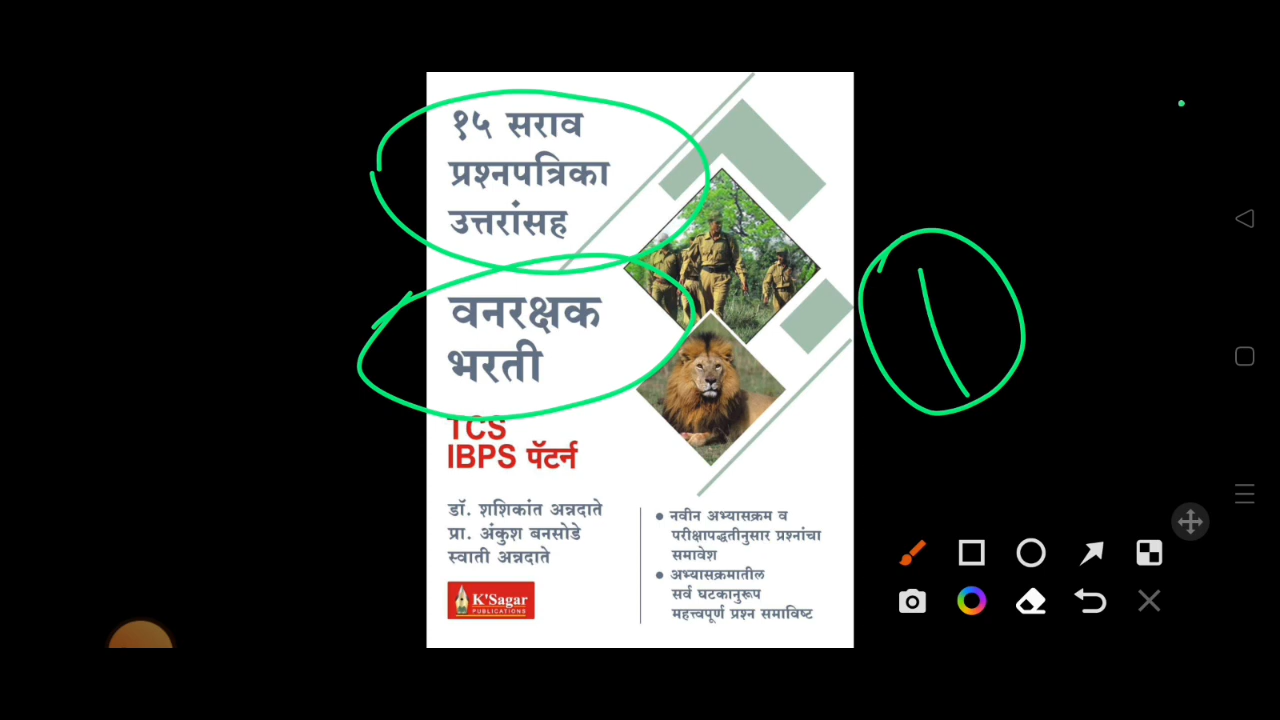 १५ सराव
प्रश्नपत्रिका
उत्तरांसह
वनरक्षक
भरती
TCS
IBPS पॅटर्न
डॉ. शशिकांत अन्नदाते
प्रा. अंकुश बनसोडे
स्वाती अन्नदाते
K'Sagar
PUBLICATIONS
● नवीन अभ्यासक्रम व
परीक्षापद्धतीनुसार प्रश्नांचा
समावेश
● अभ्यासक्रमातील
सर्व घटकानुरूप
महत्त्वपूर्ण प्रश्न समाविष्ट